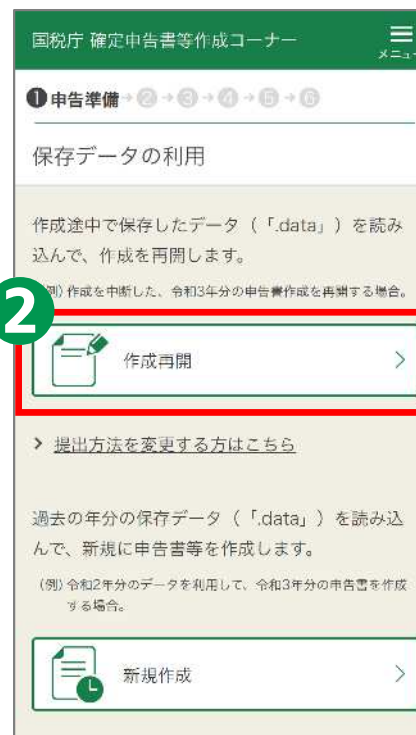 国税庁 確定申告書等作成コーナー
メニュー
1 申告準備→2→3→4→5→6
保存データの利用
作成途中で保存したデータ(「.data」)を読み
込んで、作成を再開します。
例)作成を中断した、令和3年分の申告書作成を再開する場合。
2
作成再開
提出方法を変更する方はこちら
過去の年分の保存データ(「.data」)を読み込
んで、新規に申告書等を作成します。
(例)令和2年分のデータを利用して、令和3年分の申告書を作成
する場合。
新規作成